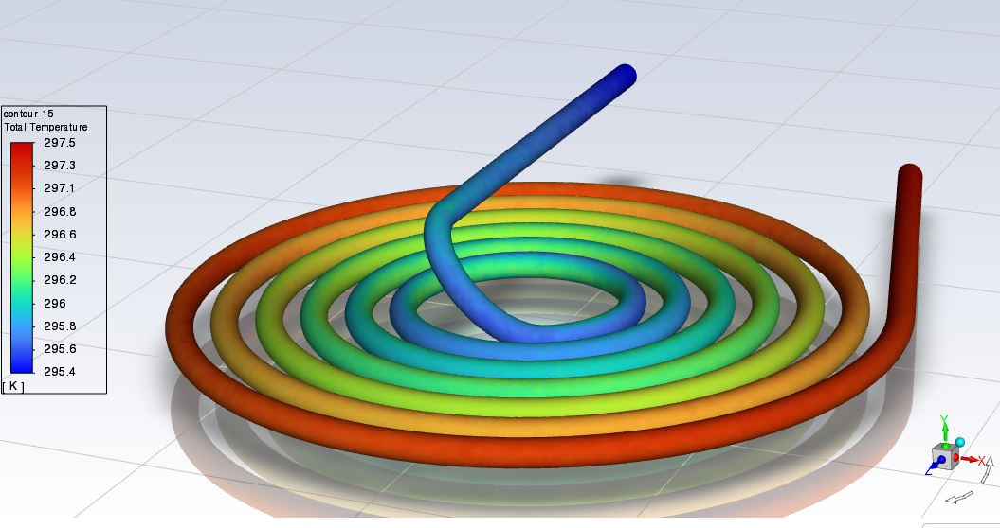 contour-15
Total Temperature
297.5
297.3
297.1
296.8
296.6
296.4
296.2
296
295.8
295.6
295.4
[ K ]
Y
X
Z